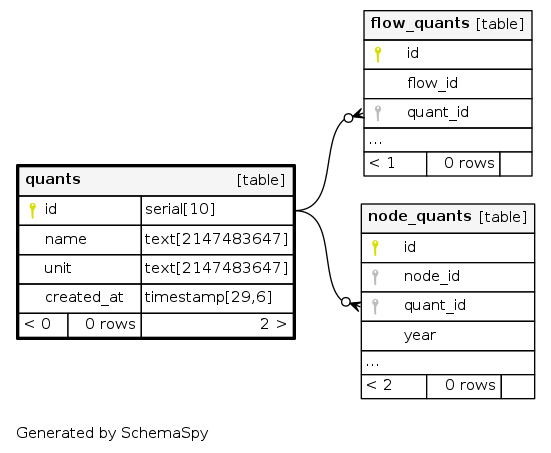 flow_quants [table]
id
flow_id
quant_id
...
< 1 0 rows
quants [table]
id serial[10]
name text[2147483647]
unit text[2147483647]
created_at timestamp[29,6]
< 0 0 rows 2 >
node_quants [table]
id
node_id
quant_id
year
...
< 2 0 rows
Generated by SchemaSpy